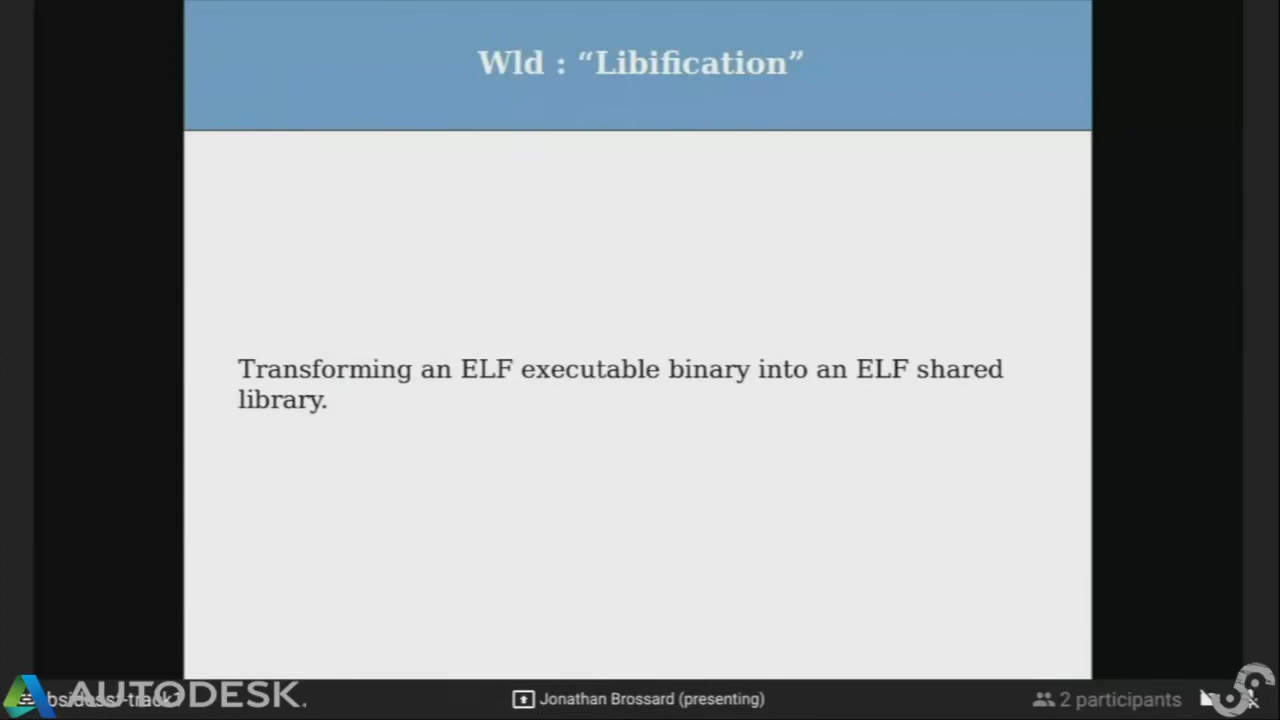 Wld : “Libification”
Transforming an ELF executable binary into an ELF shared
library.
AUTODESK.
Jonathan Brossard (presenting)
2 participants